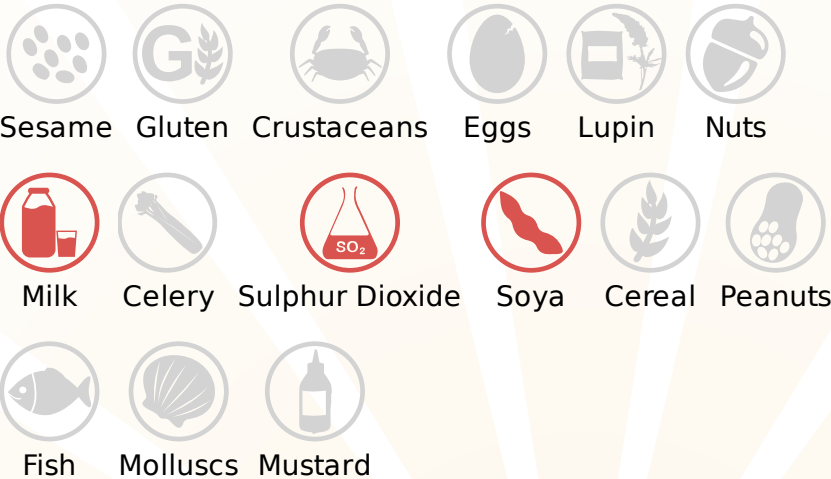 G
Sesame Gluten Crustaceans Eggs Lupin Nuts
SO₂
Milk Celery Sulphur Dioxide Soya Cereal Peanuts
Fish Molluscs Mustard